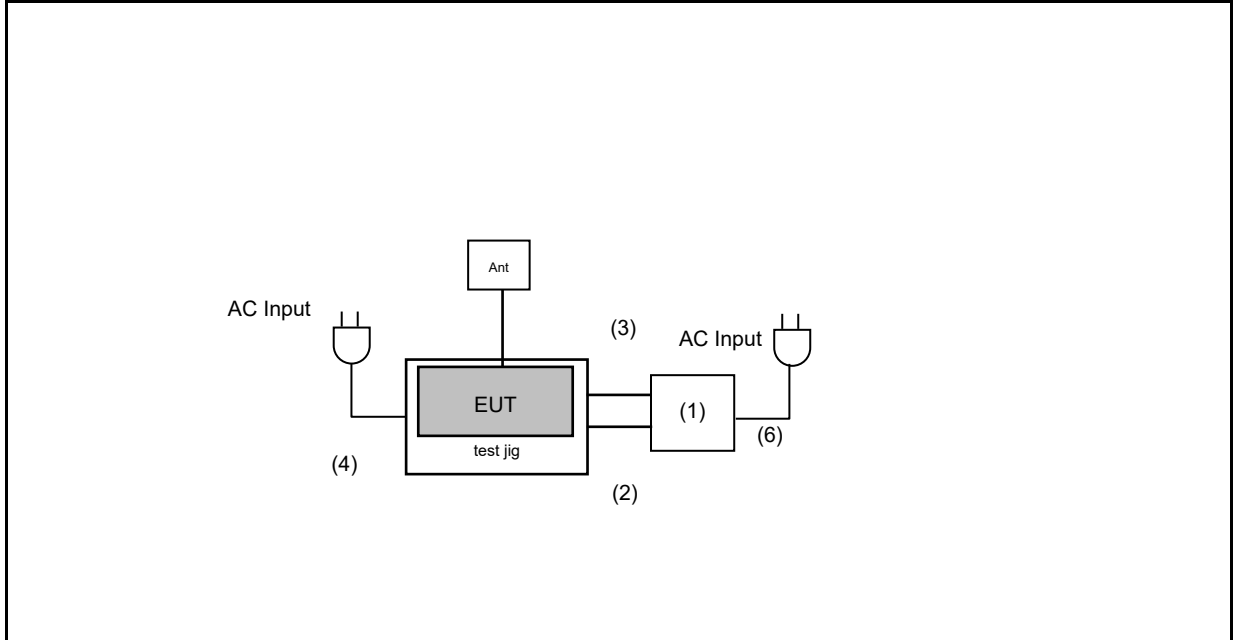 Ant
AC Input
(3)
AC Input
EUT
(1)
(6)
test jig
(4)
(2)